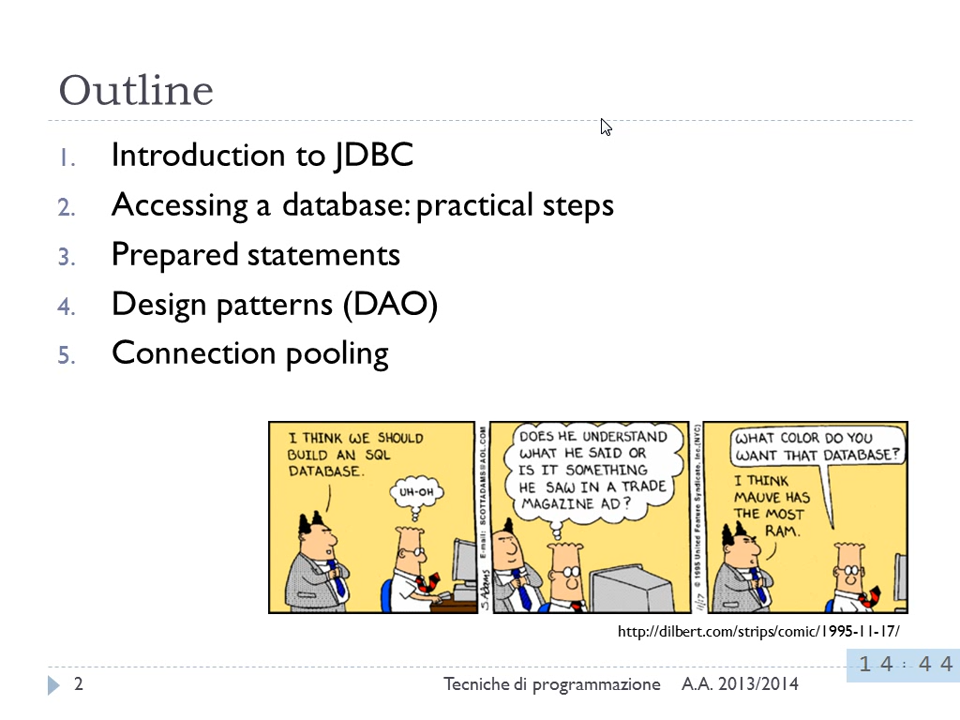 Outline
1. Introduction to JDBC
2. Accessing a database: practical steps
3. Prepared statements
4. Design patterns (DAO)
5. Connection pooling
I THINK WE SHOULD
BUILD AN SQL
DATABASE.
UH-OH
E-mail: SCOTTADAMS@AOL.COM
S.Adams
DOES HE UNDERSTAND
WHAT HE SAID OR
IS IT SOMETHING
HE SAW IN A TRADE
MAGAZINE AD?
11/17 © 1995 United Feature Syndicate, Inc.(NYC)
WHAT COLOR DO YOU
WANT THAT DATABASE?
I THINK
MAUVE HAS
THE MOST
RAM.
http://dilbert.com/strips/comic/1995-11-17/
14:44
2 Tecniche di programmazione A.A. 2013/2014